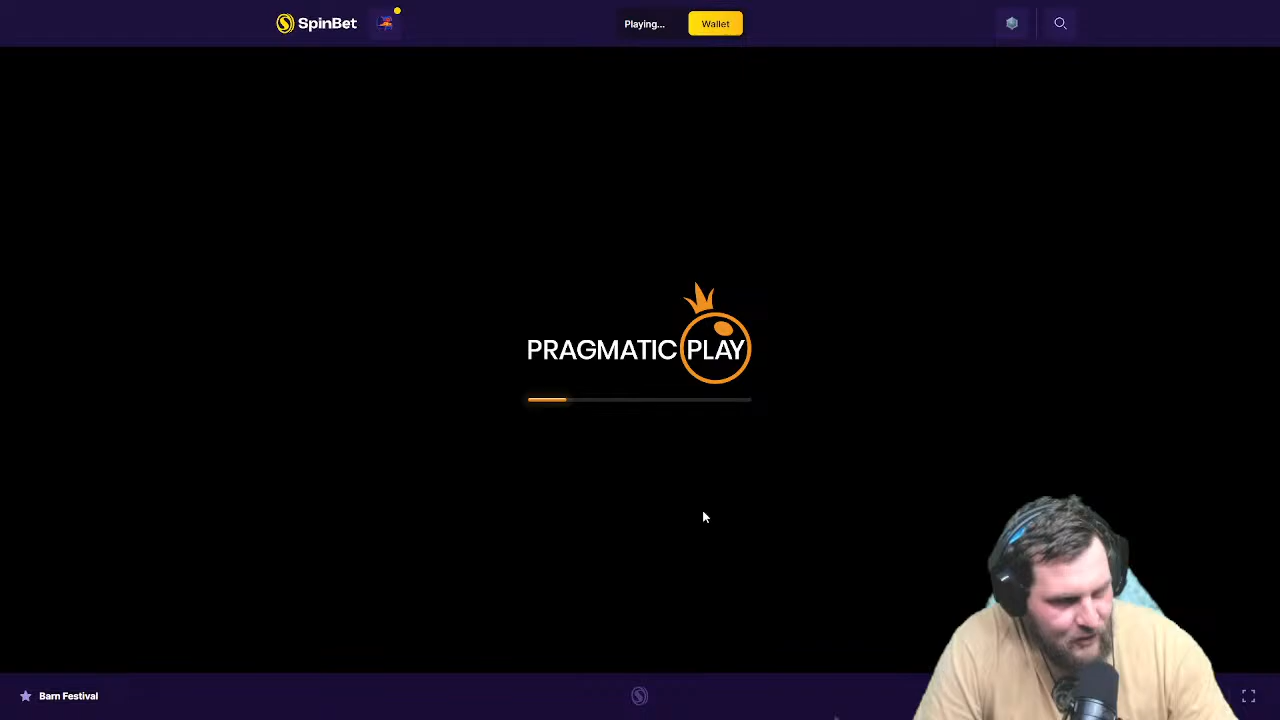 SpinBet
Playing...
Wallet
PRAGMATIC PLAY
Barn Festival